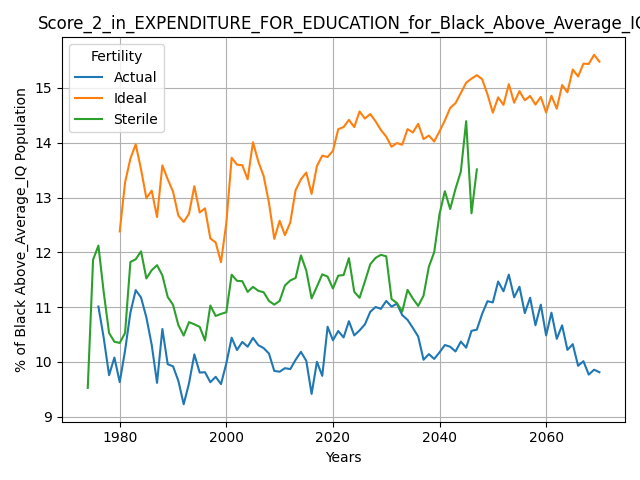 Score_2_in_EXPENDITURE_FOR_EDUCATION_for_Black_Above_Average_IQ
Fertility
Actual
Ideal
Sterile
% of Black Above_Average_IQ Population
15
14
13
12
11
10
9
1980
2000
2020
2040
2060
Years